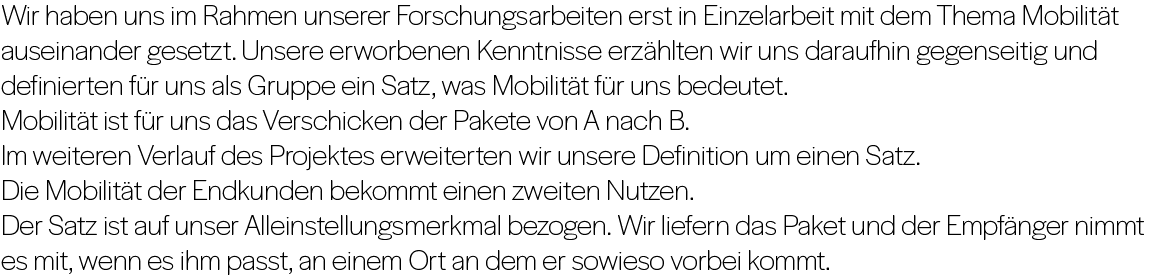 Wir haben uns im Rahmen unserer Forschungsarbeiten erst in Einzelarbeit mit dem Thema Mobilität
auseinander gesetzt. Unsere erworbenen Kenntnisse erzählten wir uns daraufhin gegenseitig und
definierten für uns als Gruppe ein Satz, was Mobilität für uns bedeutet.
Mobilität ist für uns das Verschicken der Pakete von A nach B.
Im weiteren Verlauf des Projektes erweiterten wir unsere Definition um einen Satz.
Die Mobilität der Endkunden bekommt einen zweiten Nutzen.
Der Satz ist auf unser Alleinstellungsmerkmal bezogen. Wir liefern das Paket und der Empfänger nimmt
es mit, wenn es ihm passt, an einem Ort an dem er sowieso vorbei kommt.